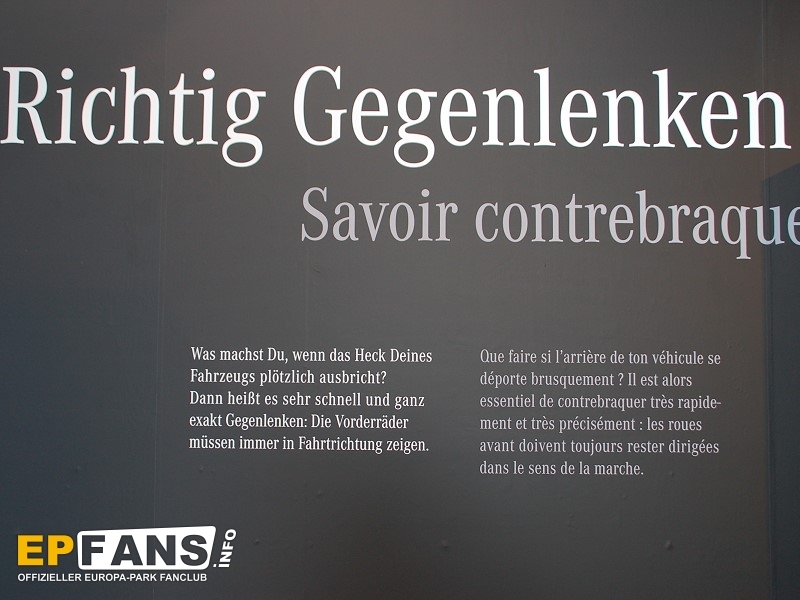 Richtig Gegenlenken
Savoir contrebraque
Was machst Du, wenn das Heck Deines
Fahrzeugs plötzlich ausbricht?
Dann heißt es sehr schnell und ganz
exakt Gegenlenken: Die Vorderräder
müssen immer in Fahrtrichtung zeigen.
Que faire si l'arrière de ton véhicule se
déporte brusquement ? Il est alors
essentiel de contrebraquer très rapide-
ment et très précisément : les roues
avant doivent toujours rester dirigées
dans le sens de la marche.
EPFANS.INFO
OFFIZIELLER EUROPA-PARK FANCLUB